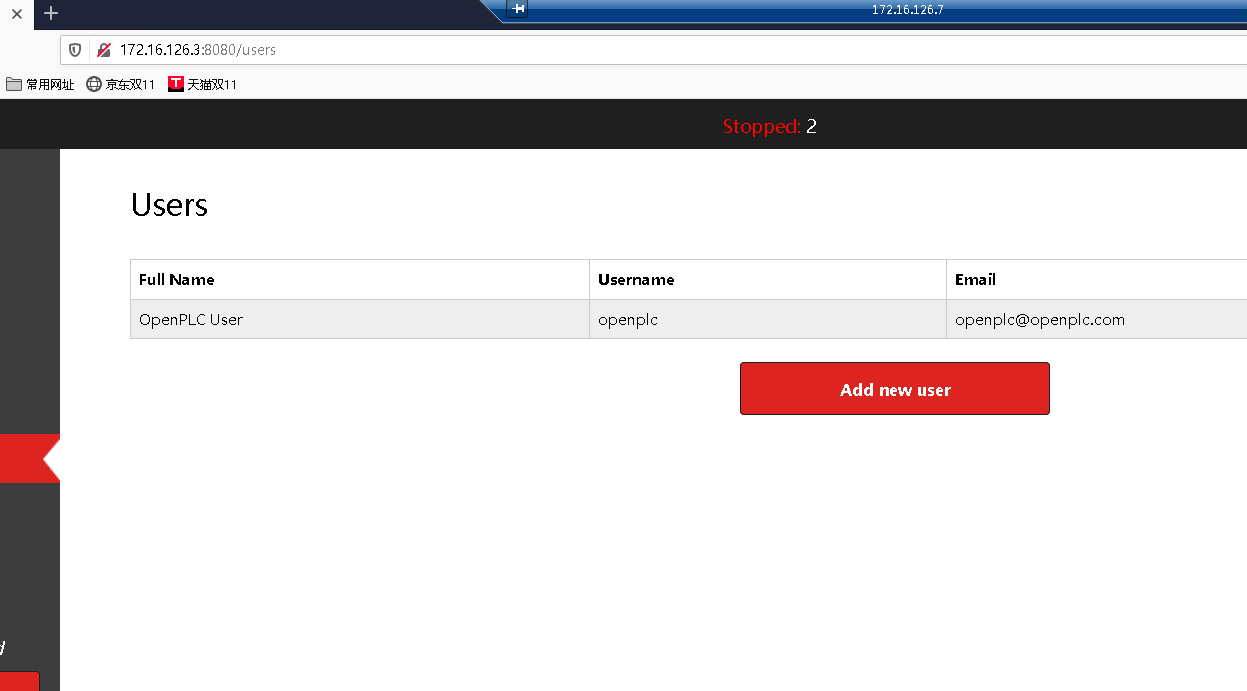 172.16.126.7
172.16.126.3:8080/users
常用网址 京东双11 天猫双11
Stopped: 2
Users
Full Name Username Email
OpenPLC User openplc openplc@openplc.com
Add new user